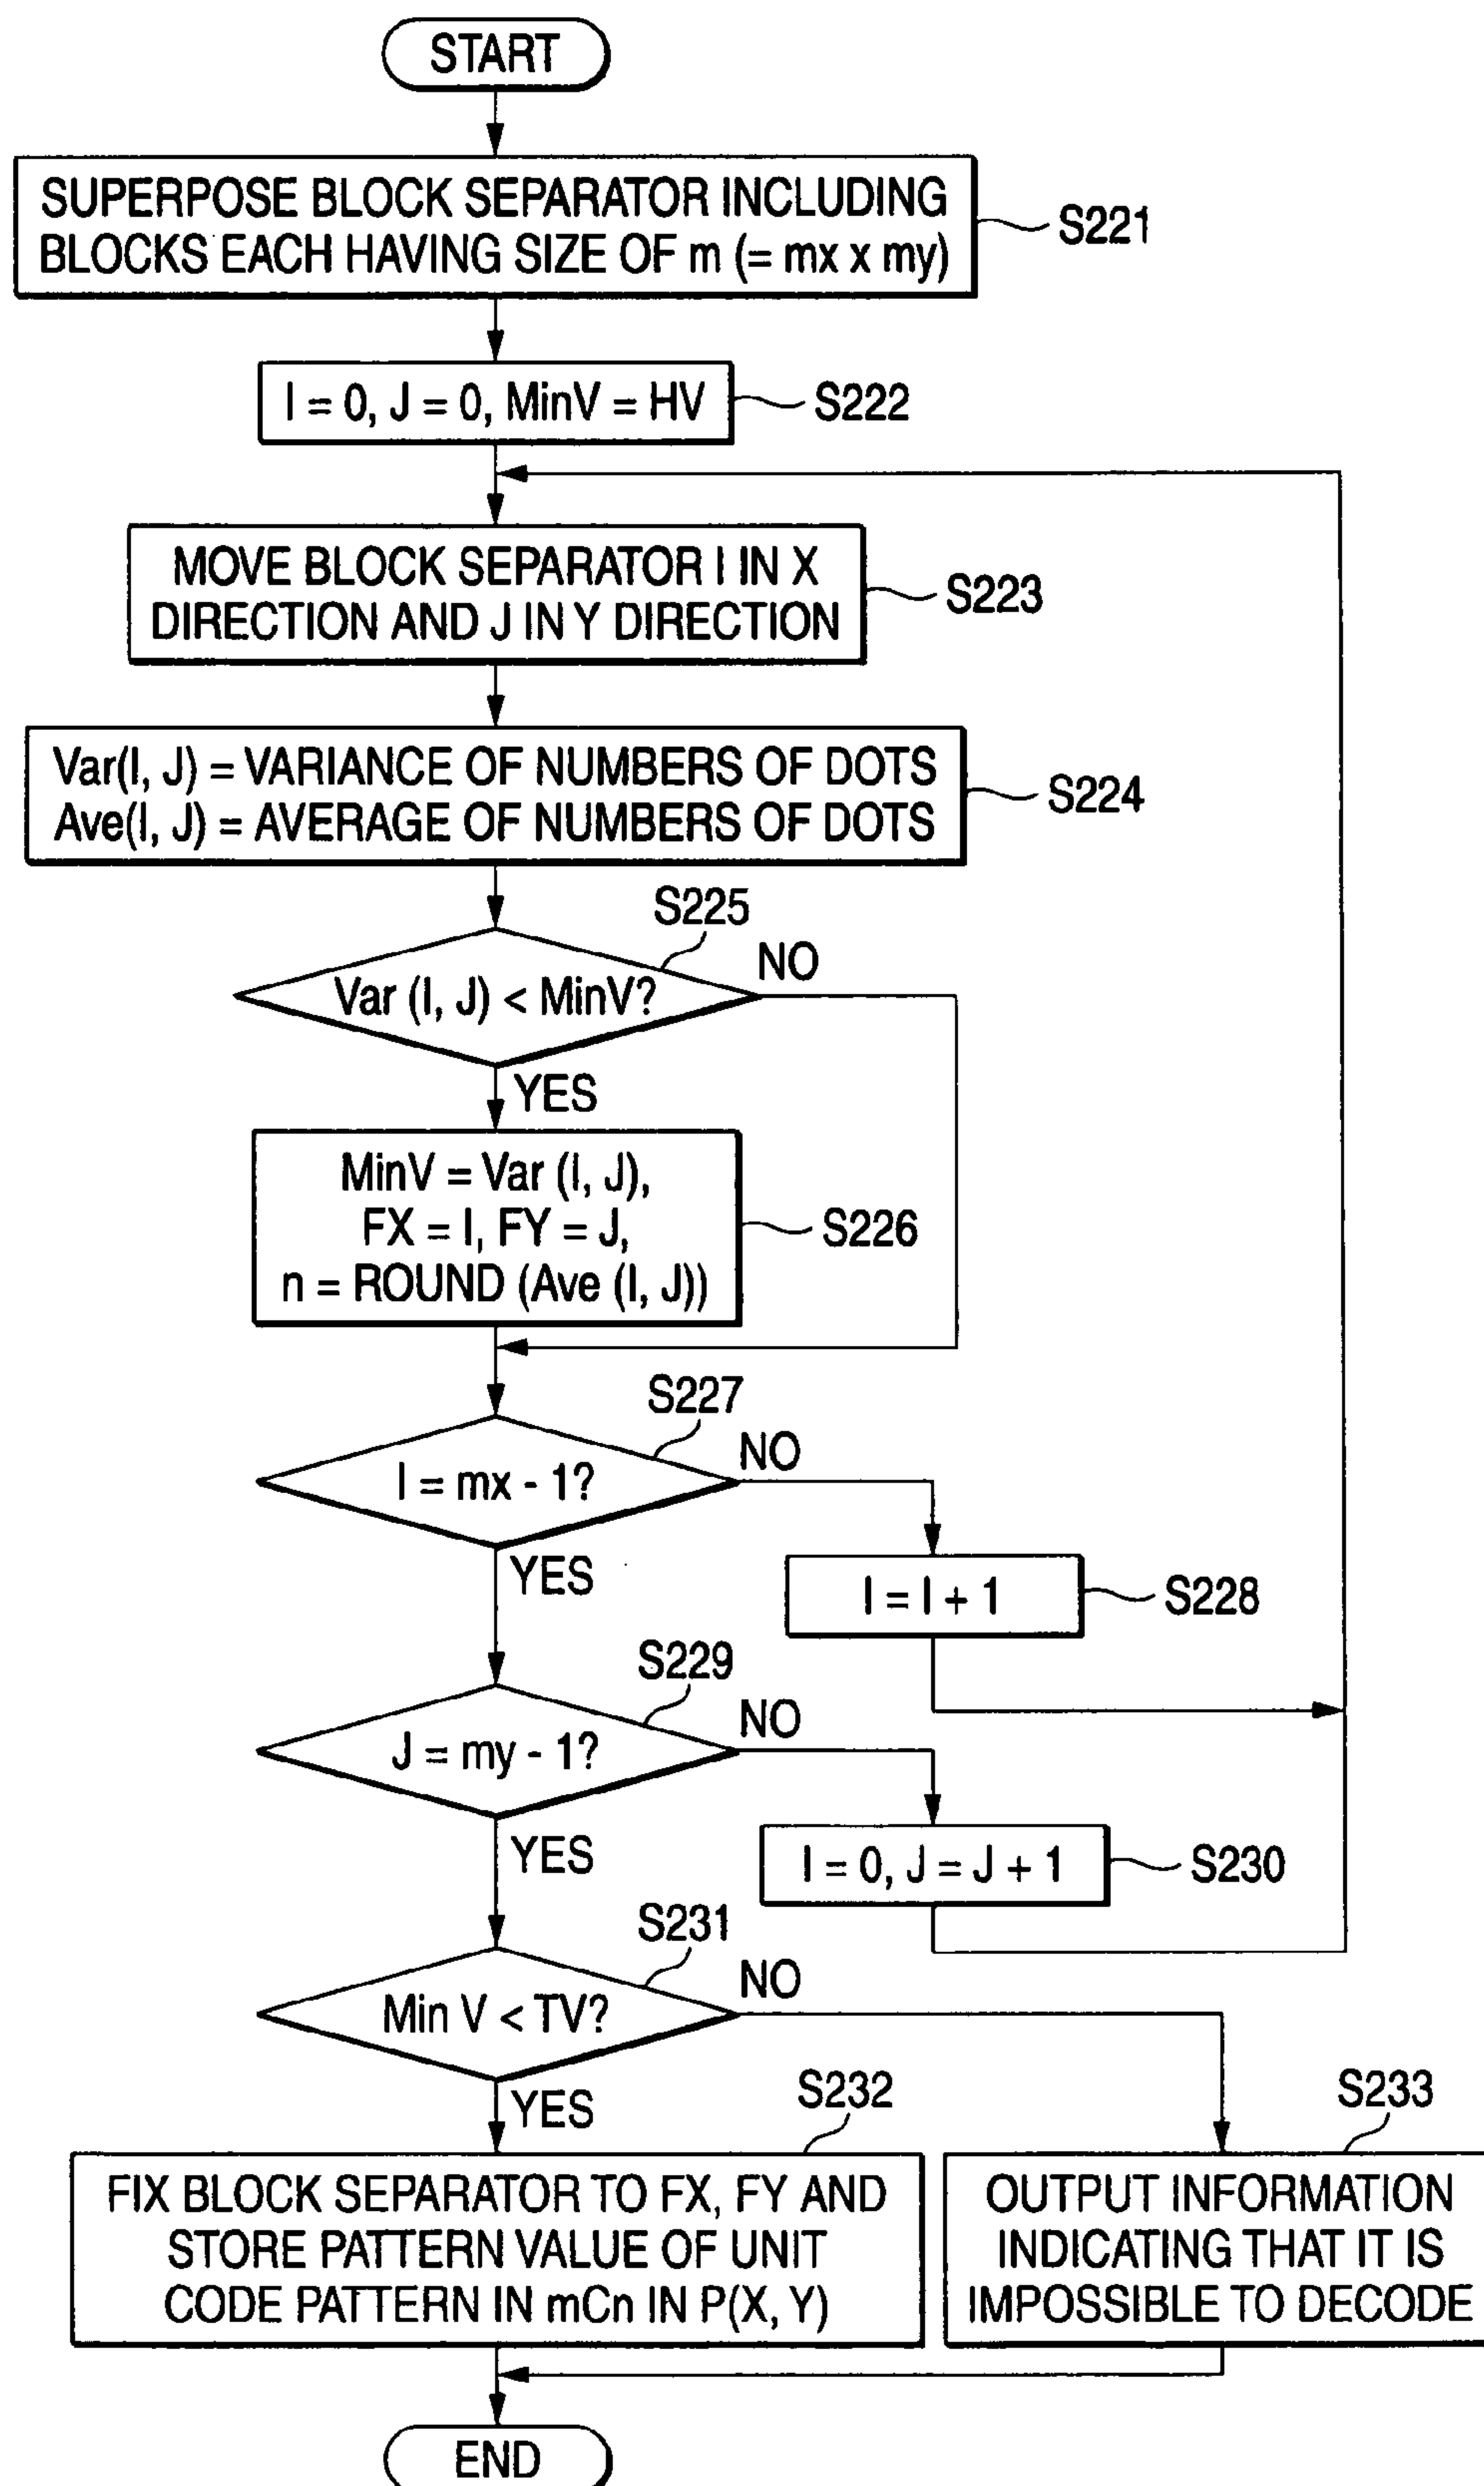 START
SUPERPOSE BLOCK SEPARATOR INCLUDING
BLOCKS EACH HAVING SIZE OF m (= mx x my)
S221
I = 0, J = 0, MinV = HV
S222
MOVE BLOCK SEPARATOR I IN X
DIRECTION AND J IN Y DIRECTION
S223
Var(I, J) = VARIANCE OF NUMBERS OF DOTS
Ave(I, J) = AVERAGE OF NUMBERS OF DOTS
S224
S225
Var (I, J) < MinV?
NO
YES
MinV = Var (I, J),
FX = I, FY = J,
n = ROUND (Ave (I, J))
S226
S227
I = mx - 1?
NO
YES
I = I + 1
S228
S229
J = my - 1?
NO
YES
I = 0, J = J + 1
S230
S231
Min V < TV?
NO
YES
S232
FIX BLOCK SEPARATOR TO FX, FY AND
STORE PATTERN VALUE OF UNIT
CODE PATTERN IN mCn IN P(X, Y)
S233
OUTPUT INFORMATION
INDICATING THAT IT IS
IMPOSSIBLE TO DECODE
END